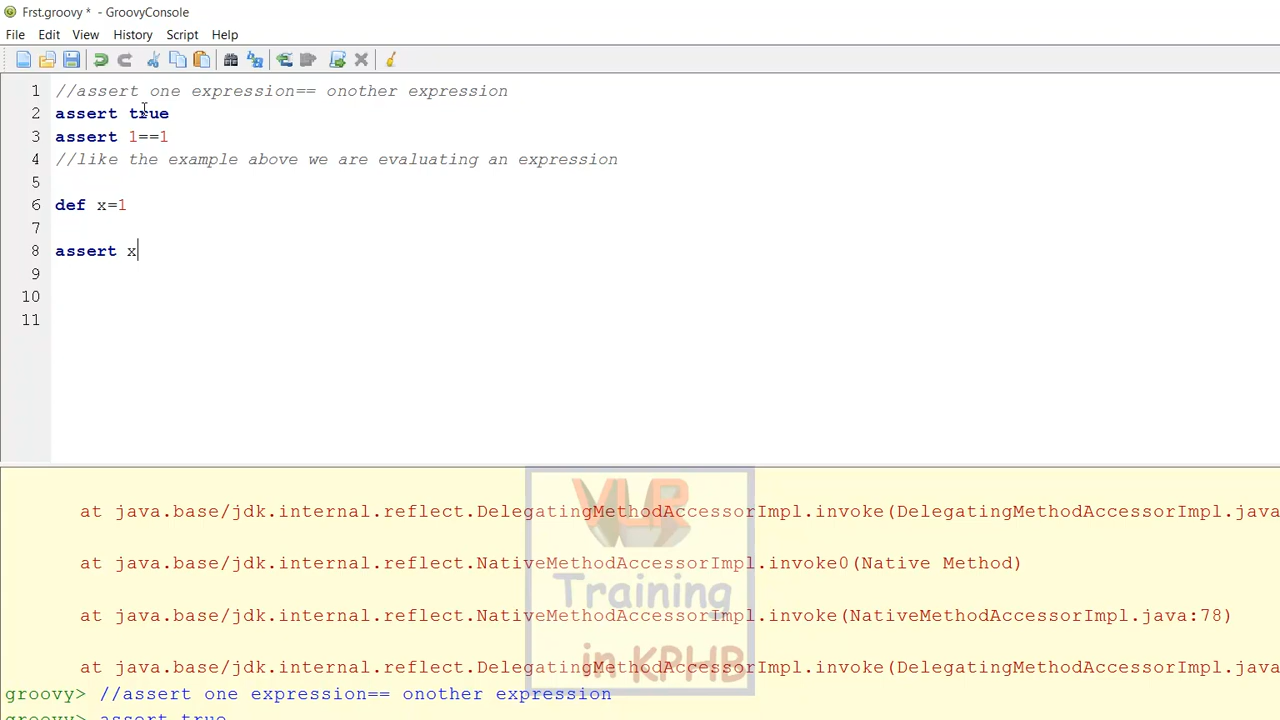 Frst.groovy * - GroovyConsole
File Edit View History Script Help
1 //assert one expression== onother expression
2 assert true
3 assert 1==1
4 //like the example above we are evaluating an expression
5
6 def x=1
7
8 assert x
9
10
11
at java.base/jdk.internal.reflect.DelegatingMethodAccessorImpl.invoke(DelegatingMethodAccessorImpl.java
at java.base/jdk.internal.reflect.NativeMethodAccessorImpl.invoke0(Native Method)
at java.base/jdk.internal.reflect.NativeMethodAccessorImpl.invoke(NativeMethodAccessorImpl.java:78)
at java.base/jdk.internal.reflect.DelegatingMethodAccessorImpl.invoke(DelegatingMethodAccessorImpl.java
groovy> //assert one expression== onother expression
groovy> assert true
VLR
Training
in KPHB